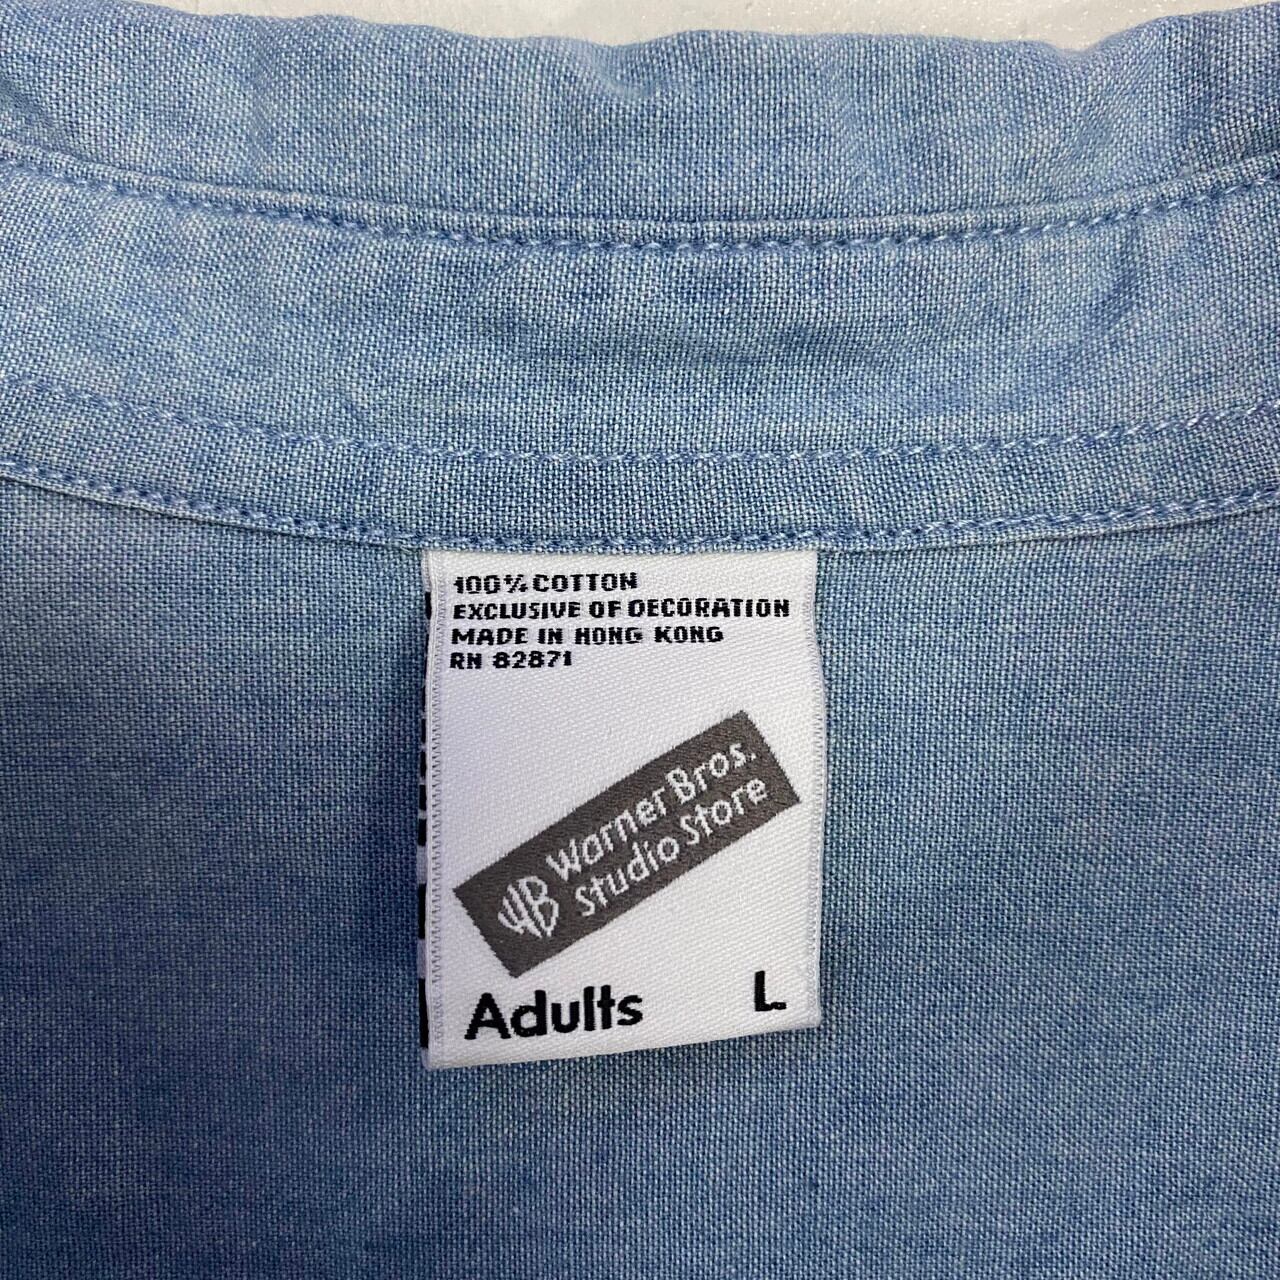 100% COTTON
EXCLUSIVE OF DECORATION
MADE IN HONG KONG
RN 82871
WB Warner Bros.
Studio Store
Adults L